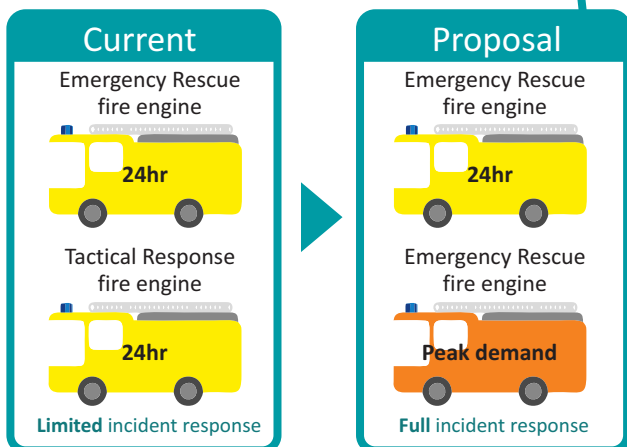 Current
Emergency Rescue
fire engine
24hr
Tactical Response
fire engine
24hr
Limited incident response
Proposal
Emergency Rescue
fire engine
24hr
Emergency Rescue
fire engine
Peak demand
Full incident response